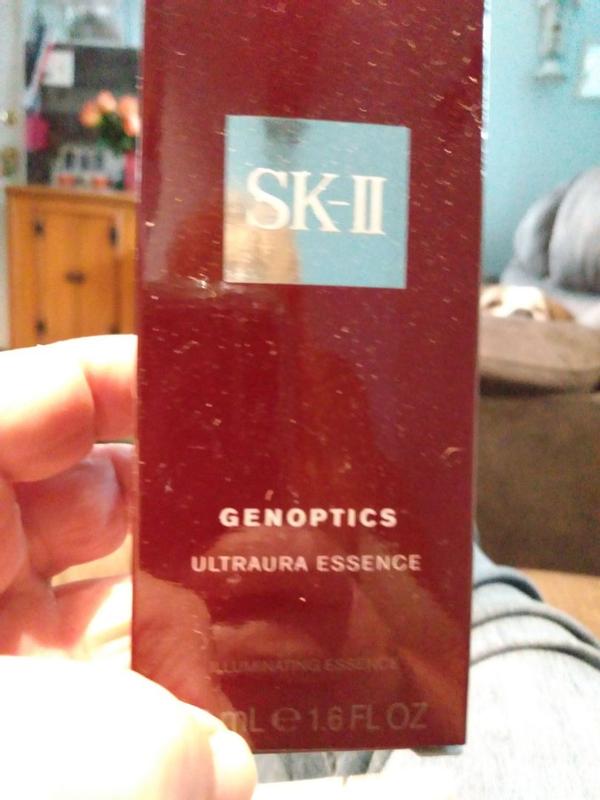 SK-II
GENOPTICS
ULTRAURA ESSENCE
ILLUMINATING ESSENCE
mL ℮ 1.6 FL OZ